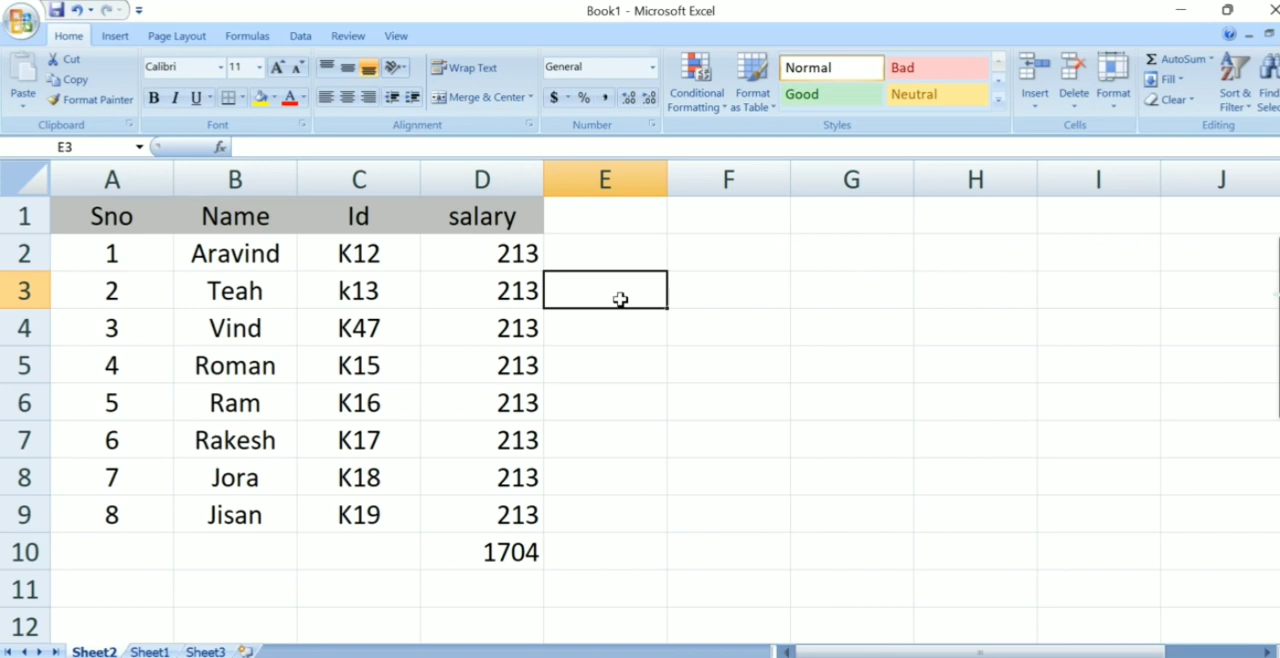 Book1 - Microsoft Excel
Home Insert Page Layout Formulas Data Review View
Paste
Cut
Copy
Format Painter
Clipboard
Calibri 11
B I U A
Font
Wrap Text
Merge & Center
Alignment
General
$ % ,
Number
Conditional Formatting
Format as Table
Normal Bad
Good Neutral
Styles
Insert Delete Format
Cells
Σ AutoSum
Fill
Clear
Sort & Filter
Editing
E3 fx
A B C D E F G H I J
1 Sno Name Id salary
2 1 Aravind K12 213
3 2 Teah k13 213
4 3 Vind K47 213
5 4 Roman K15 213
6 5 Ram K16 213
7 6 Rakesh K17 213
8 7 Jora K18 213
9 8 Jisan K19 213
10 1704
11
12
Sheet2 Sheet1 Sheet3